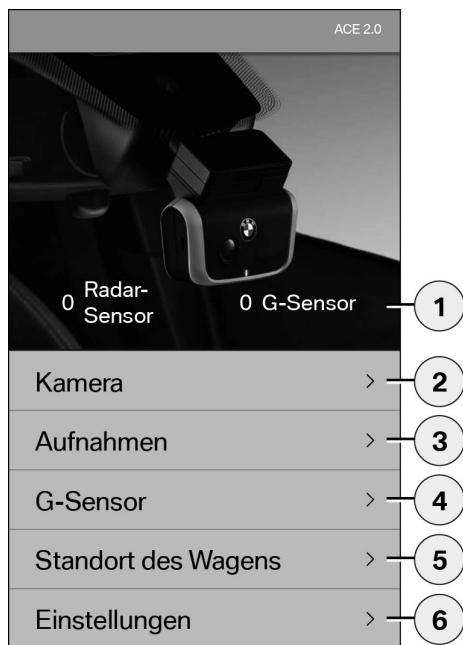 ACE 2.0
0 Radar-
Sensor
0 G-Sensor
1
Kamera > 2
Aufnahmen > 3
G-Sensor > 4
Standort des Wagens > 5
Einstellungen > 6